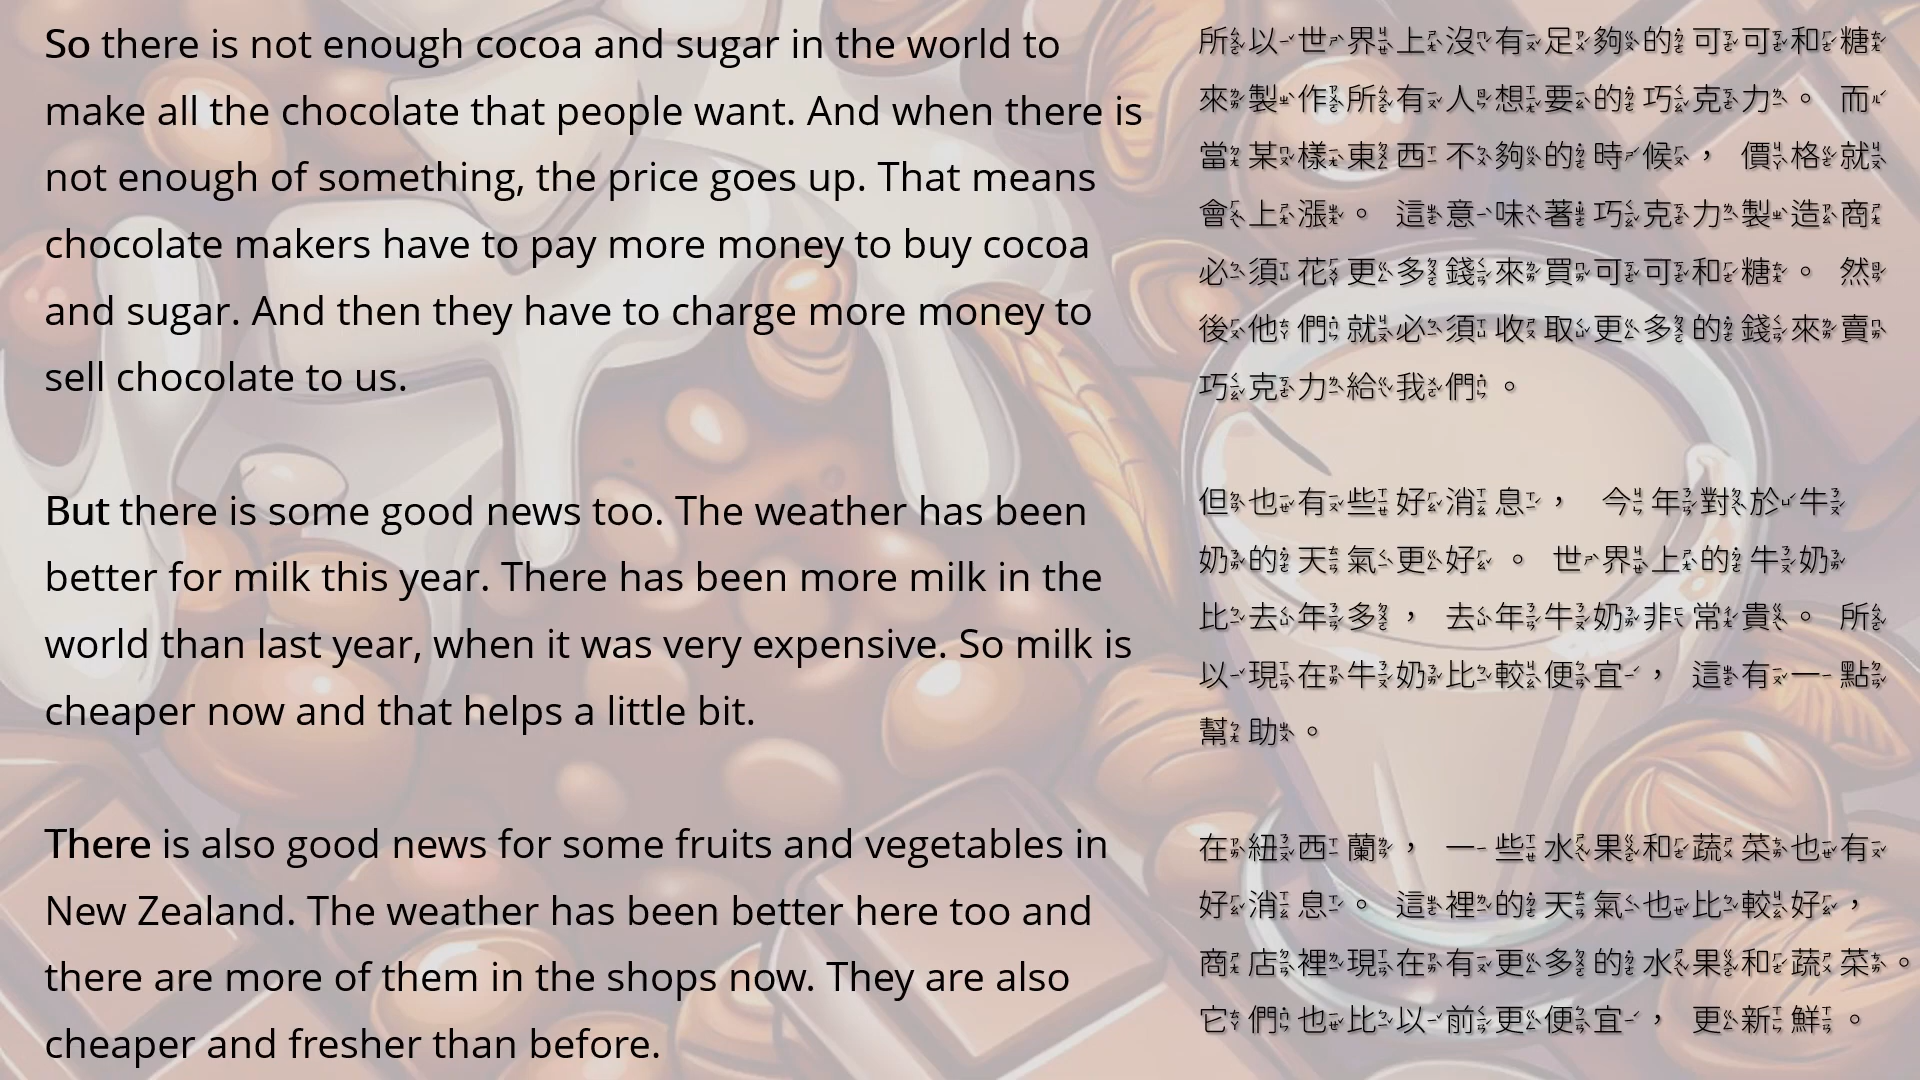 So there is not enough cocoa and sugar in the world to
make all the chocolate that people want. And when there is
not enough of something, the price goes up. That means
chocolate makers have to pay more money to buy cocoa
and sugar. And then they have to charge more money to
sell chocolate to us.
But there is some good news too. The weather has been
better for milk this year. There has been more milk in the
world than last year, when it was very expensive. So milk is
cheaper now and that helps a little bit.
There is also good news for some fruits and vegetables in
New Zealand. The weather has been better here too and
there are more of them in the shops now. They are also
cheaper and fresher than before.
所以世界上沒有足夠的可可和糖
來製作所有人想要的巧克力。 而
當某樣東西不夠的時候， 價格就
會上漲。 這意味著巧克力製造商
必須花更多錢來買可可和糖。 然
後他們就必須收取更多的錢來賣
巧克力給我們。
但也有些好消息， 今年對於牛
奶的天氣更好。 世界上的牛奶
比去年多， 去年牛奶非常貴。 所
以現在牛奶比較便宜， 這有一點
幫助。
在紐西蘭， 一些水果和蔬菜也有
好消息。 這裡的天氣也比較好，
商店裡現在有更多的水果和蔬菜。
它們也比以前更便宜， 更新鮮。